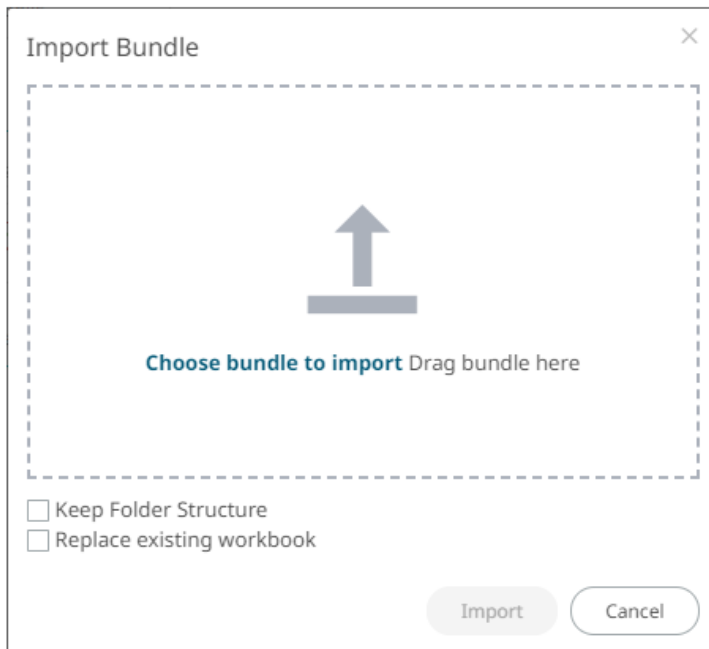 Import Bundle
Choose bundle to import Drag bundle here
Keep Folder Structure
Replace existing workbook
Import Cancel